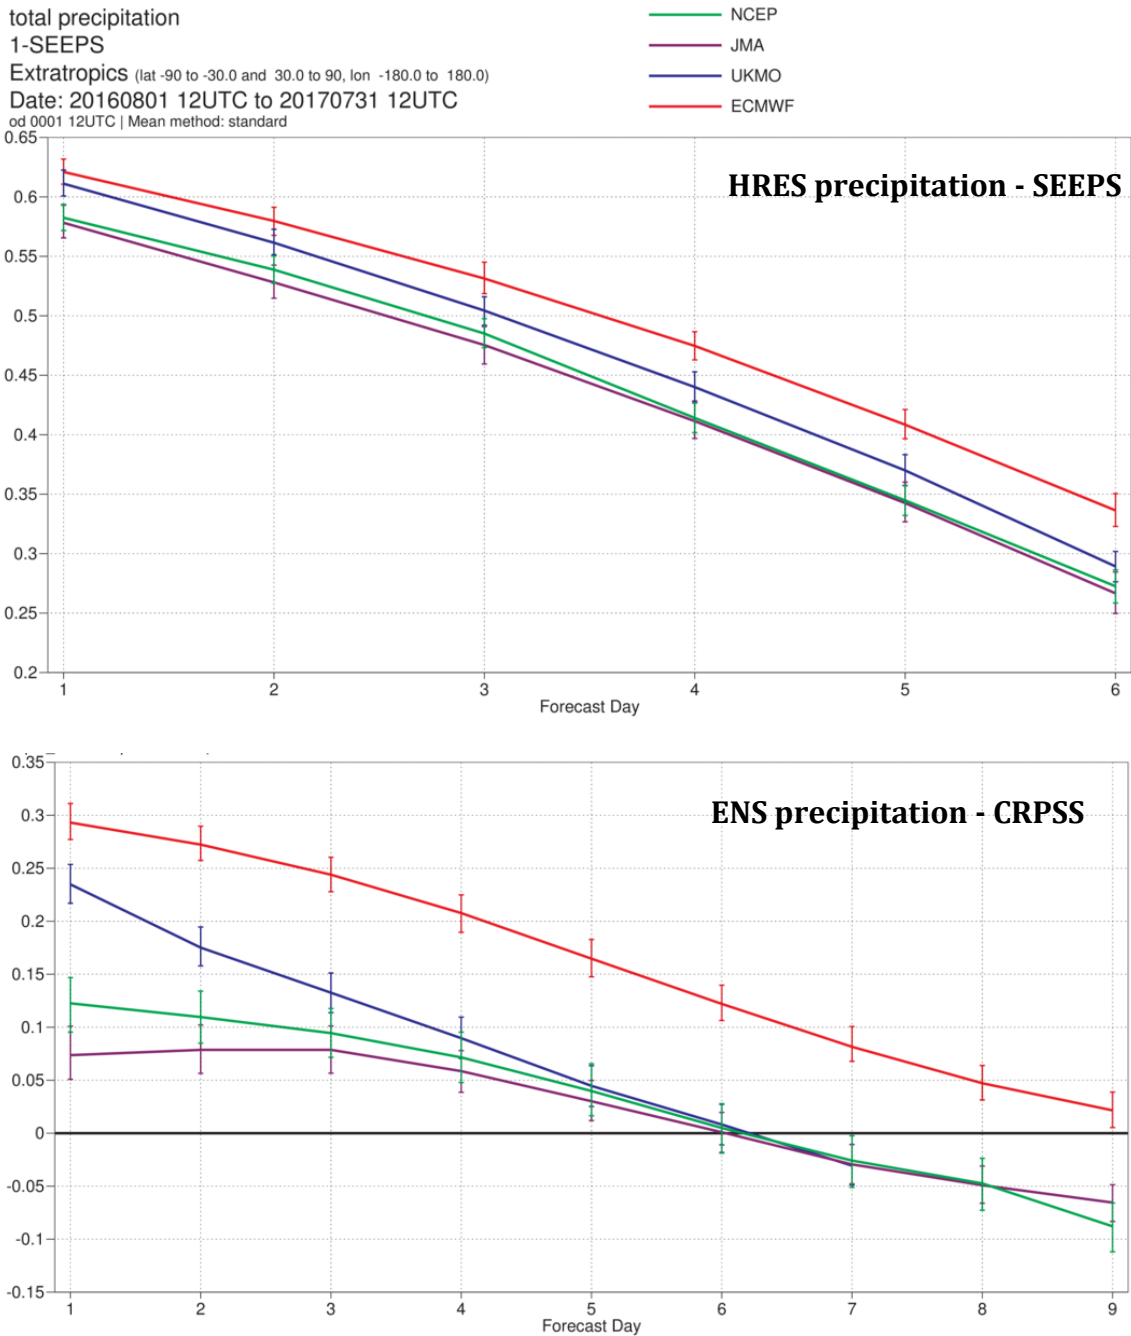 total precipitation
1-SEEPS
Extratropics (lat -90 to -30.0 and 30.0 to 90, lon -180.0 to 180.0)
Date: 20160801 12UTC to 20170731 12UTC
od 0001 12UTC | Mean method: standard
NCEP
JMA
UKMO
ECMWF
HRES precipitation - SEEPS
0.65
0.6
0.55
0.5
0.45
0.4
0.35
0.3
0.25
0.2
1 2 3 4 5 6
Forecast Day
ENS precipitation - CRPSS
0.35
0.3
0.25
0.2
0.15
0.1
0.05
0
-0.05
-0.1
-0.15
1 2 3 4 5 6 7 8 9
Forecast Day